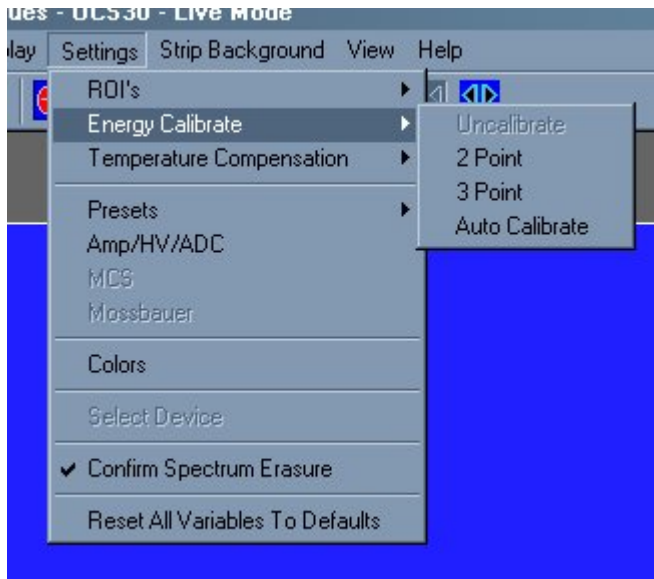 ues - UCS30 - Live Mode
lay Settings Strip Background View Help
ROI's
Energy Calibrate
Temperature Compensation
Presets
Amp/HV/ADC
MCS
Mossbauer
Colors
Select Device
Confirm Spectrum Erasure
Reset All Variables To Defaults
Uncalibrate
2 Point
3 Point
Auto Calibrate